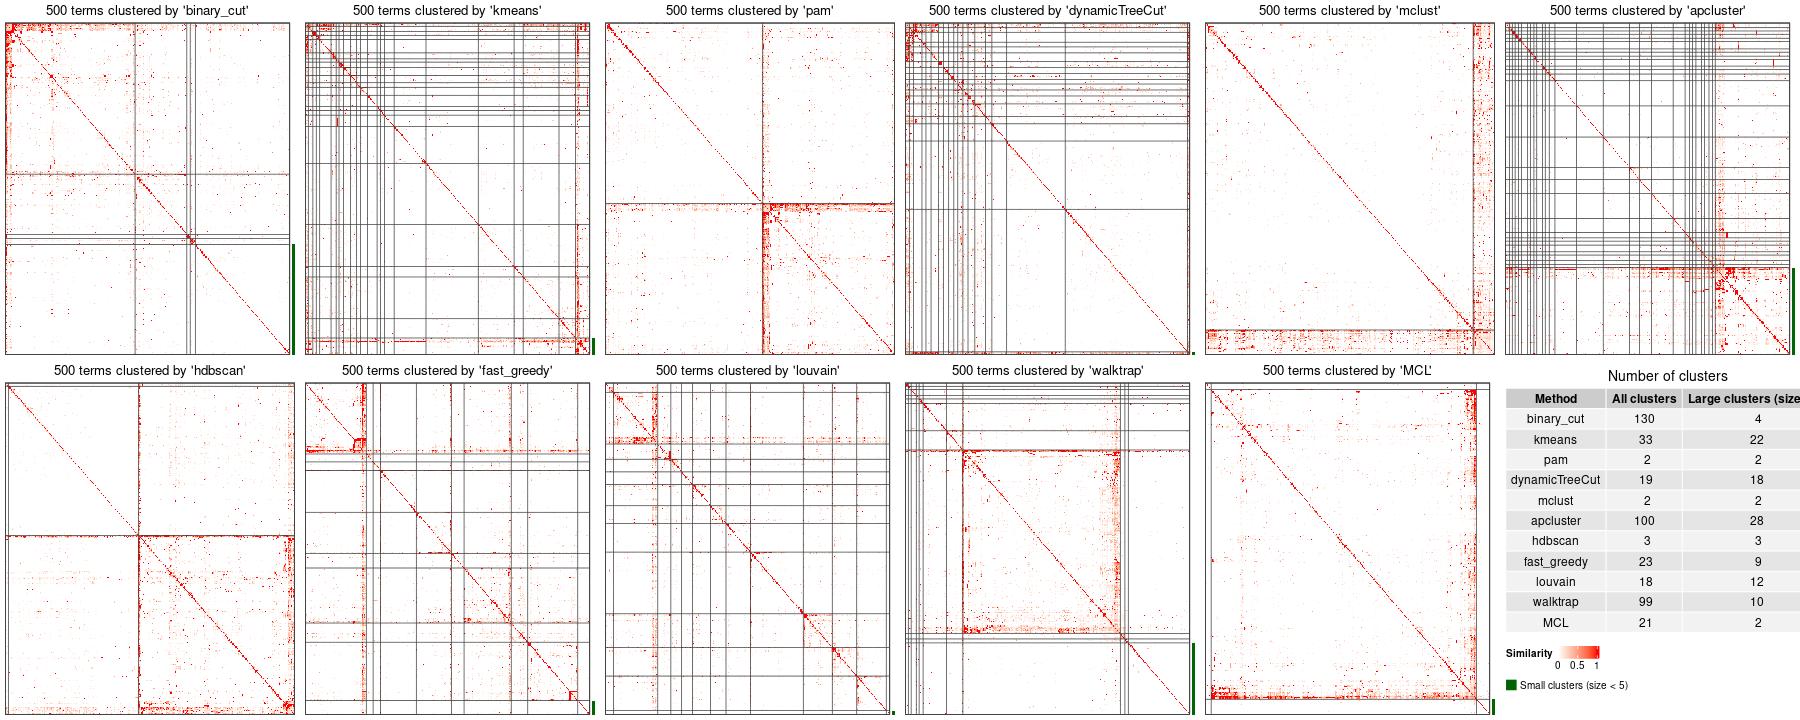 500 terms clustered by 'binary_cut'
500 terms clustered by 'kmeans'
500 terms clustered by 'pam'
500 terms clustered by 'dynamicTreeCut'
500 terms clustered by 'mclust'
500 terms clustered by 'apcluster'
500 terms clustered by 'hdbscan'
500 terms clustered by 'fast_greedy'
500 terms clustered by 'louvain'
500 terms clustered by 'walktrap'
500 terms clustered by 'MCL'
Number of clusters
Method All clusters Large clusters (size
binary_cut 130 4
kmeans 33 22
pam 2 2
dynamicTreeCut 19 18
mclust 2 2
apcluster 100 28
hdbscan 3 3
fast_greedy 23 9
louvain 18 12
walktrap 99 10
MCL 21 2
Similarity
0 0.5 1
Small clusters (size < 5)